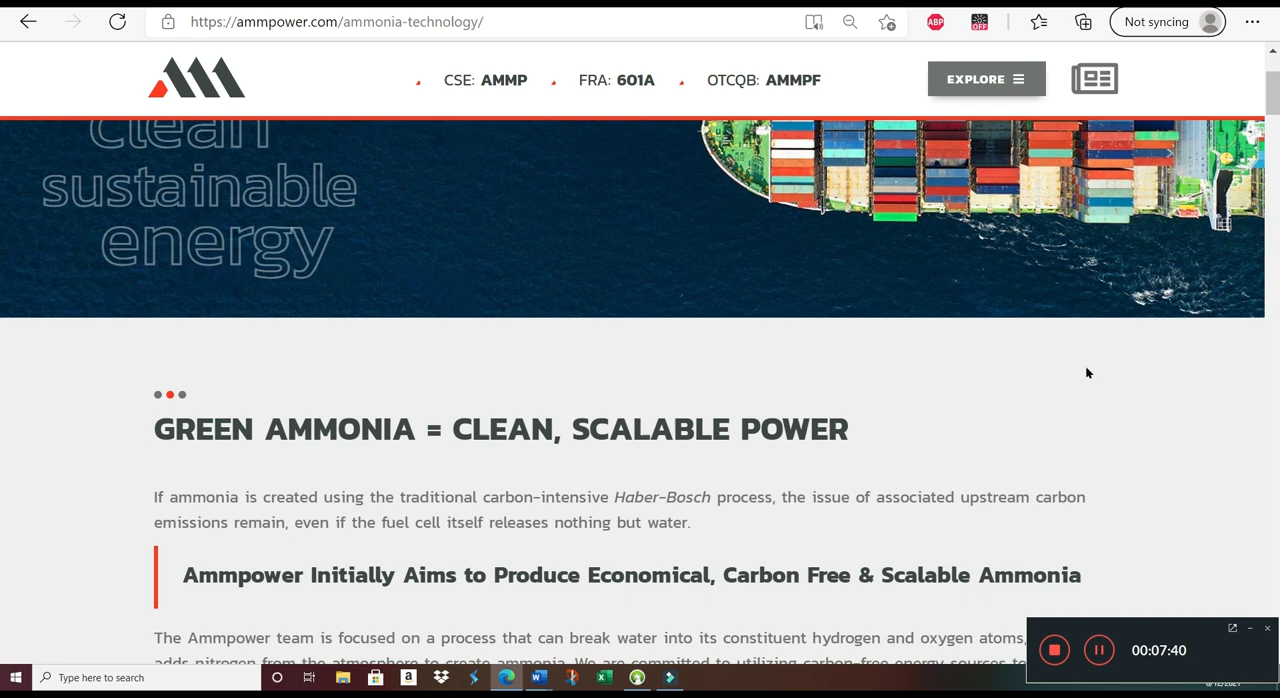 https://ammpower.com/ammonia-technology/
ABP
OFF
Not syncing
CSE: AMMP
FRA: 601A
OTCQB: AMMPF
EXPLORE
clean
sustainable
energy
GREEN AMMONIA = CLEAN, SCALABLE POWER
If ammonia is created using the traditional carbon-intensive Haber-Bosch process, the issue of associated upstream carbon
emissions remain, even if the fuel cell itself releases nothing but water.
Ammpower Initially Aims to Produce Economical, Carbon Free & Scalable Ammonia
The Ammpower team is focused on a process that can break water into its constituent hydrogen and oxygen atoms,
adds nitrogen from the atmosphere to create ammonia. We are committed to utilizing carbon-free energy sources to
00:07:40
Type here to search